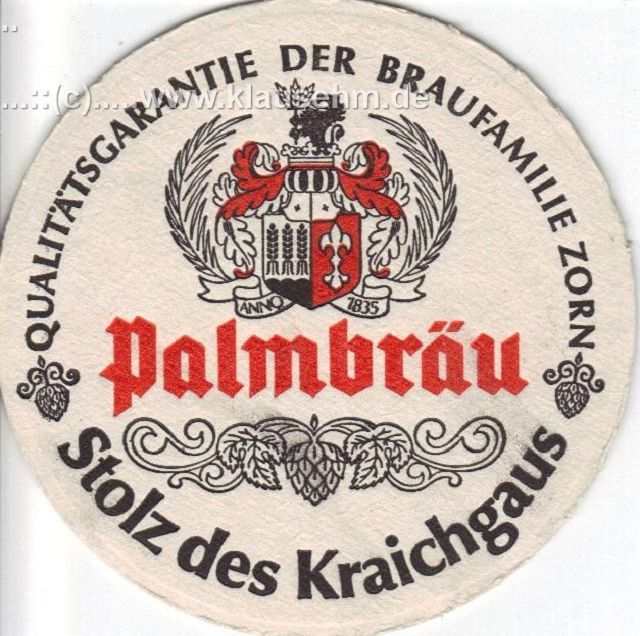 ..
...::(c)..... www.klausehm.de
QUALITÄTSGARANTIE DER BRAUFAMILIE ZORN
ANNO 1835
Palmbräu
Stolz des Kraichgaus